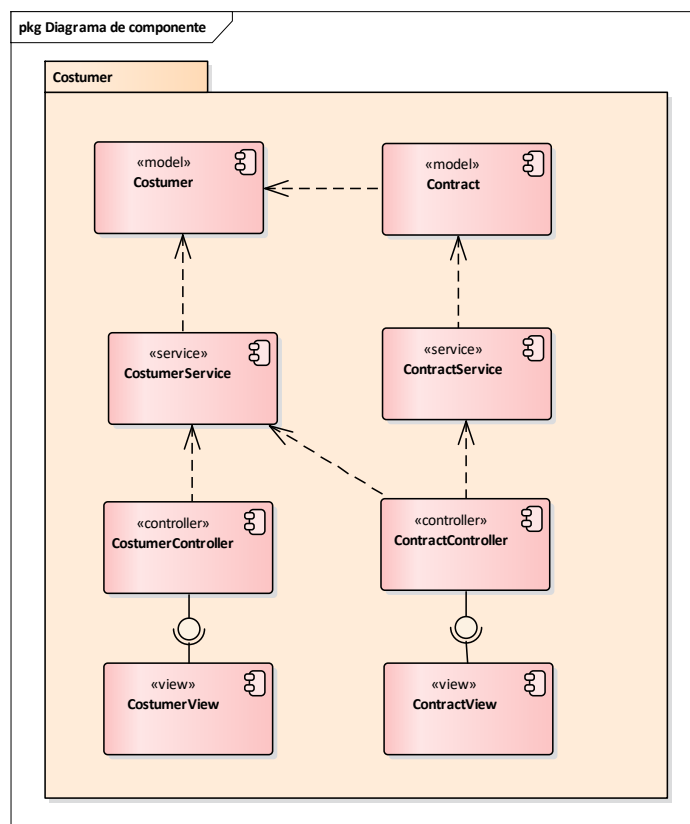 pkg Diagrama de componente
Costumer
«model»
Costumer
«model»
Contract
«service»
CostumerService
«service»
ContractService
«controller»
CostumerController
«controller»
ContractController
«view»
CostumerView
«view»
ContractView